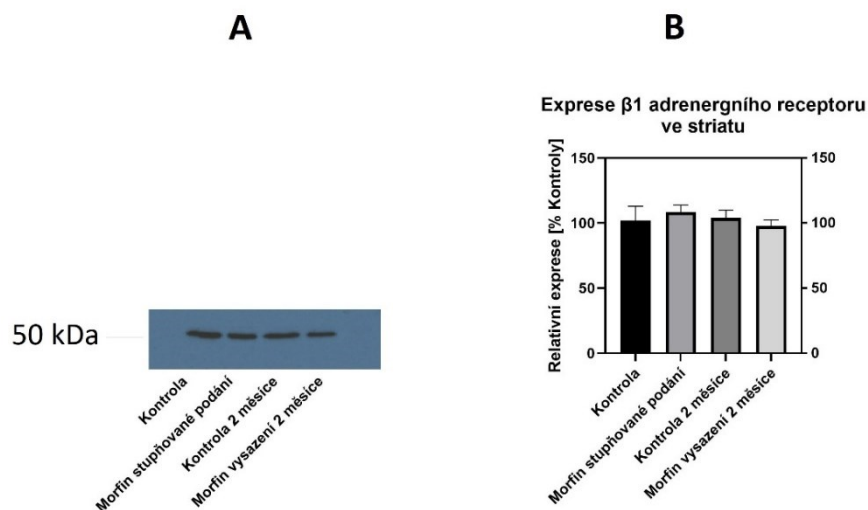 A
50 kDa
Kontrola
Morfin stupňované podání
Kontrola 2 měsíce
Morfin vysazení 2 měsíce
B
Exprese β1 adrenergního receptoru
ve striatu
Relativní exprese [% Kontroly]
150
100
50
0
150
100
50
0
Kontrola
Morfin stupňované podání
Kontrola 2 měsíce
Morfin vysazení 2 měsíce